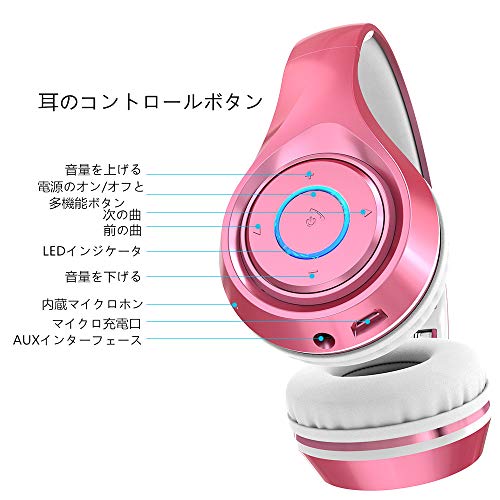 耳のコントロールボタン
音量を上げる
電源のオン/オフと
多機能ボタン
次の曲
前の曲
LEDインジケータ
音量を下げる
内蔵マイクロホン
マイクロ充電口
AUXインターフェース